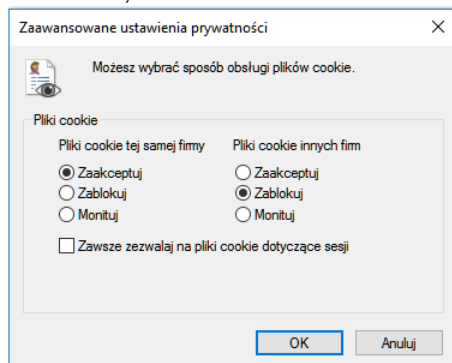 Zaawansowane ustawienia prywatności
Możesz wybrać sposób obsługi plików cookie.
Pliki cookie
Pliki cookie tej samej firmy Pliki cookie innych firm
Zaakceptuj Zaakceptuj
Zablokuj Zablokuj
Monituj Monituj
Zawsze zezwalaj na pliki cookie dotyczące sesji
OK Anuluj